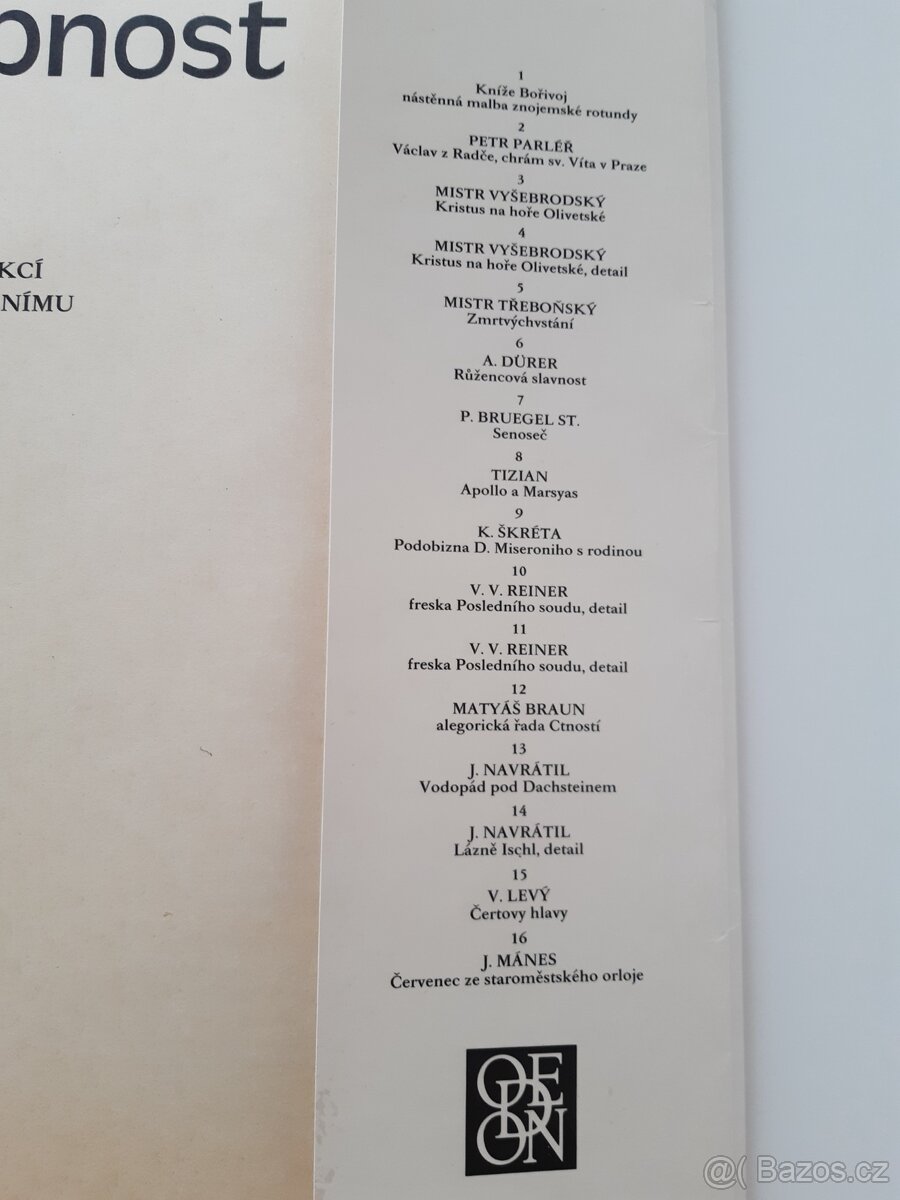 pnost
KCÍ
NÍMU
1
Kníže Bořivoj
nástěnná malba znojemské rotundy
2
PETR PARLÉŘ
Václav z Radče, chrám sv. Víta v Praze
3
MISTR VYŠEBRODSKÝ
Kristus na hoře Olivetské
4
MISTR VYŠEBRODSKÝ
Kristus na hoře Olivetské, detail
5
MISTR TŘEBOŇSKÝ
Zmrtvýchvstání
6
A. DÜRER
Růžencová slavnost
7
P. BRUEGEL ST.
Senoseč
8
TIZIAN
Apollo a Marsyas
9
K. ŠKRÉTA
Podobizna D. Miseroniho s rodinou
10
V. V. REINER
freska Posledního soudu, detail
11
V. V. REINER
freska Posledního soudu, detail
12
MATYÁŠ BRAUN
alegorická řada Ctností
13
J. NAVRÁTIL
Vodopád pod Dachsteinem
14
J. NAVRÁTIL
Lázně Ischl, detail
15
V. LEVÝ
Čertovy hlavy
16
J. MÁNES
Červenec ze staroměstského orloje
ODEON
@( Bazos.cz